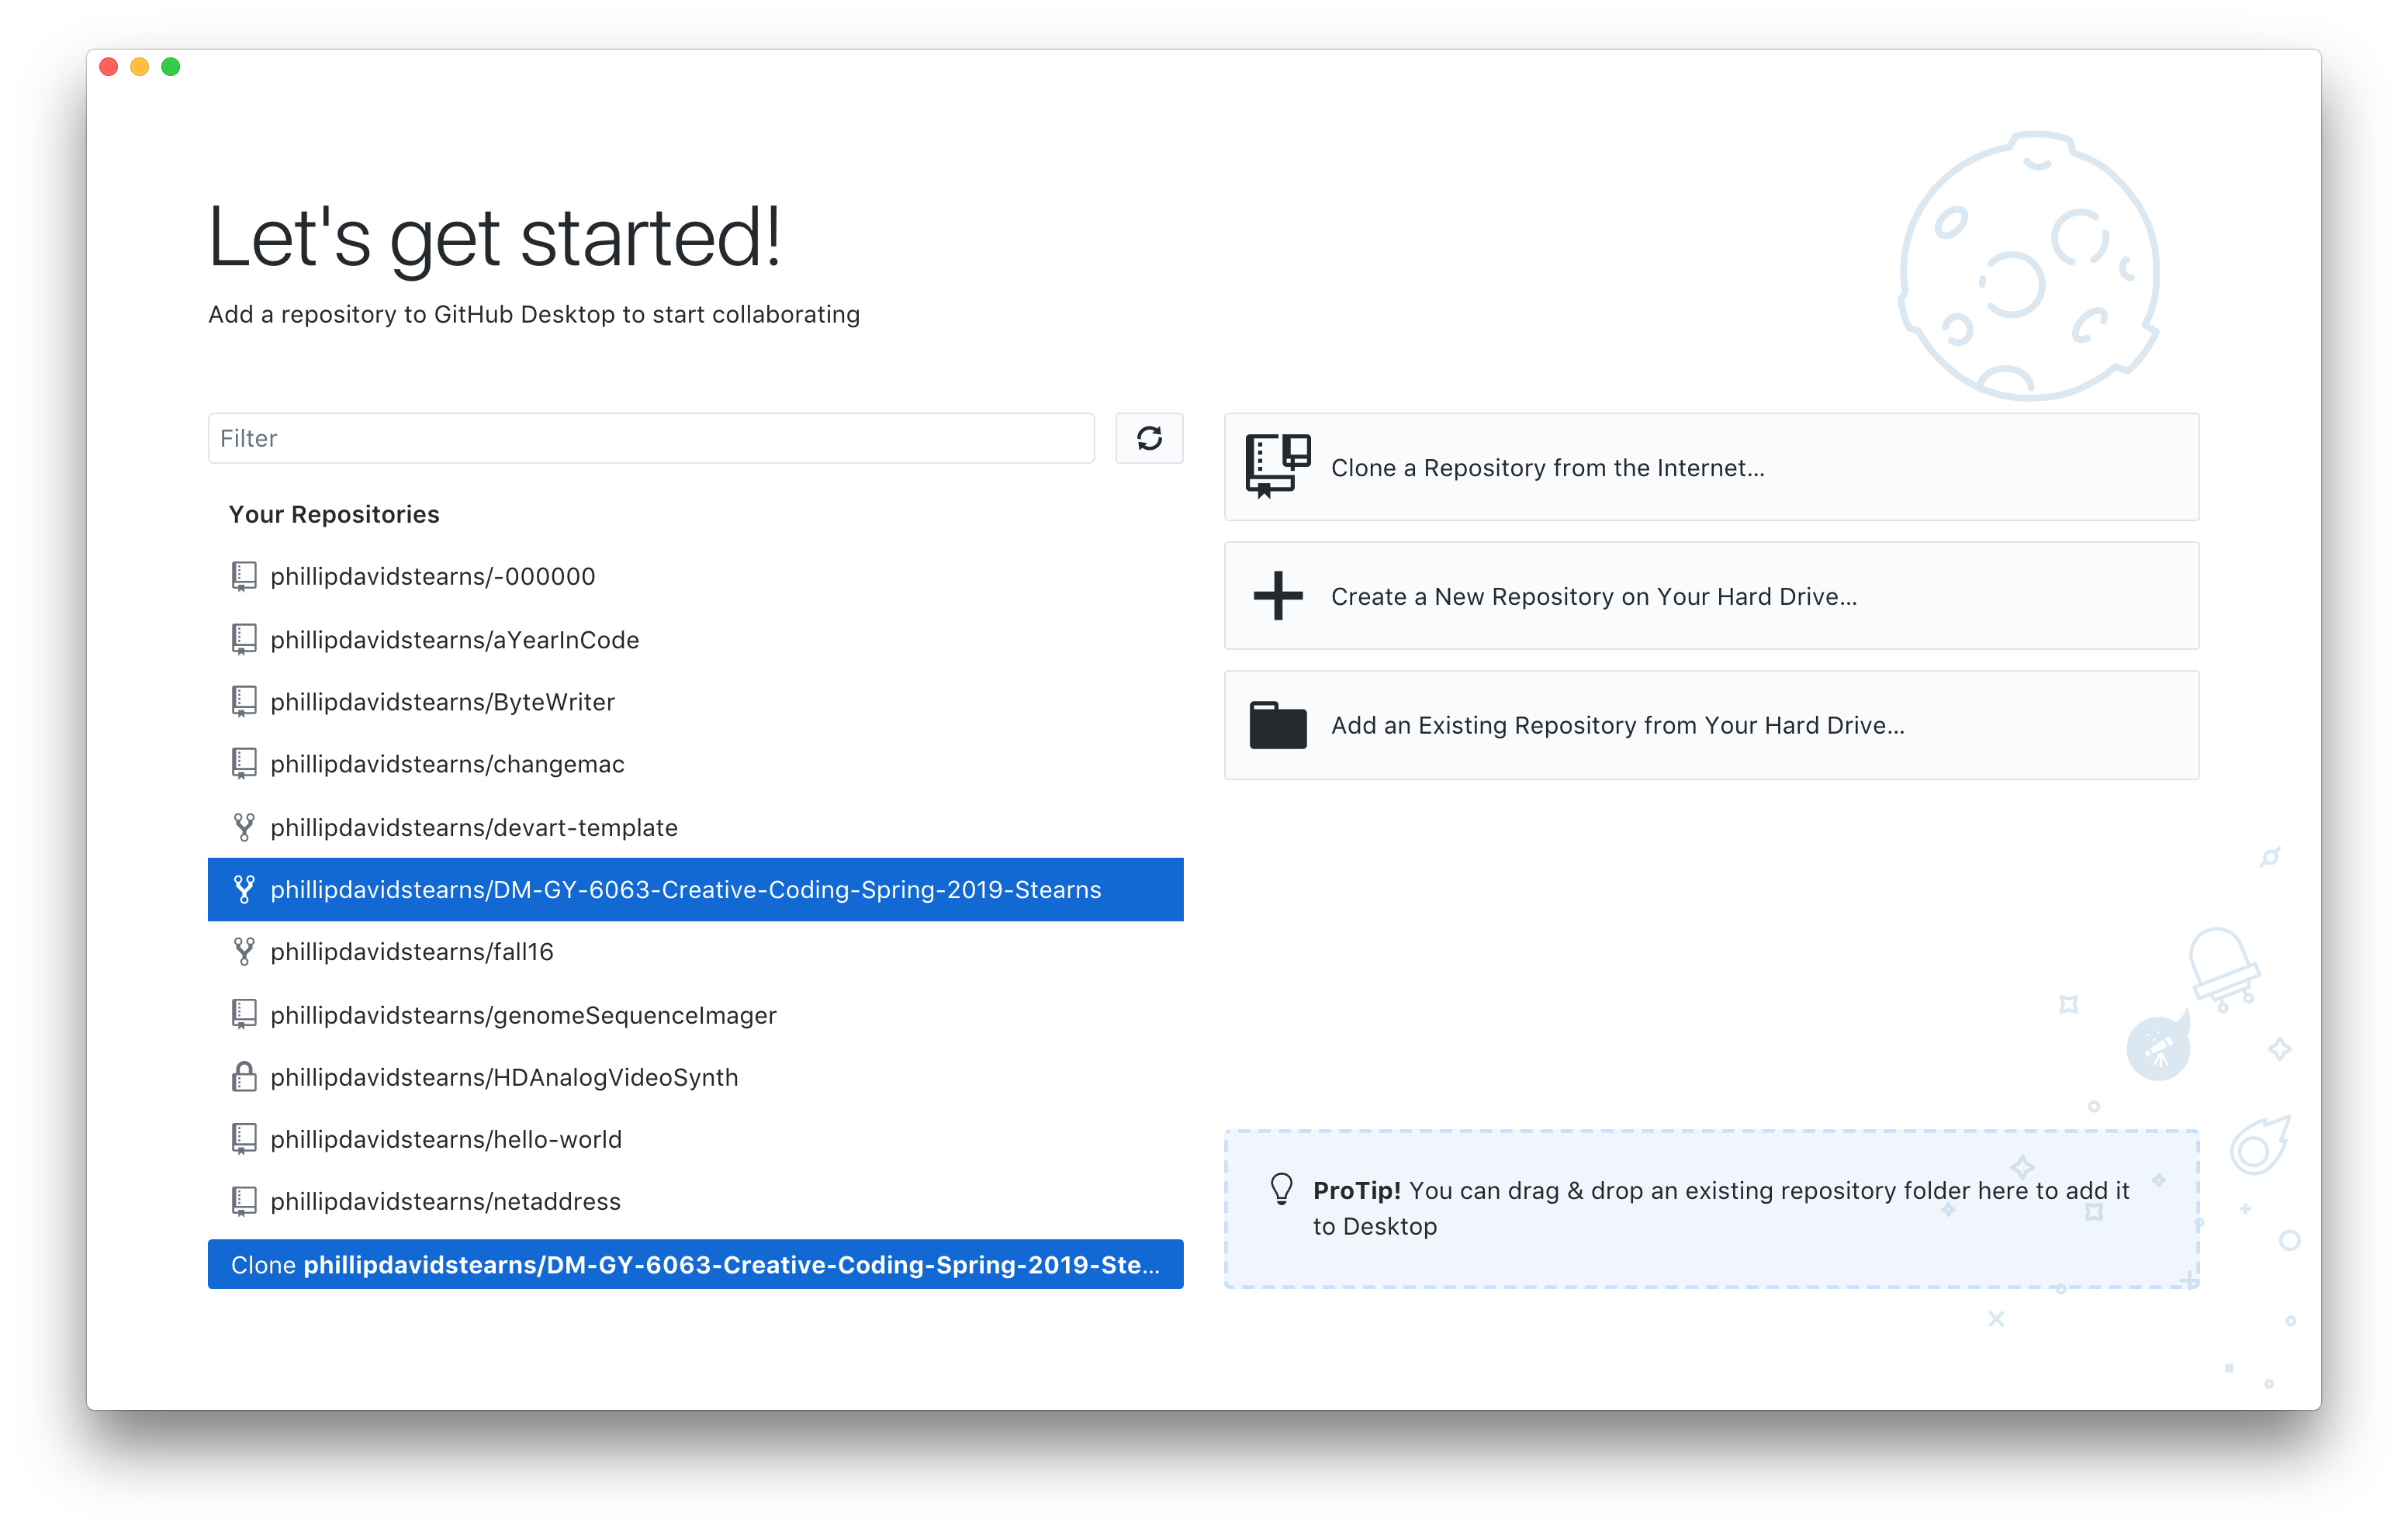 Let's get started!
Add a repository to GitHub Desktop to start collaborating
Filter
Your Repositories
phillipdavidstearns/-000000
phillipdavidstearns/aYearInCode
phillipdavidstearns/ByteWriter
phillipdavidstearns/changemac
phillipdavidstearns/devart-template
phillipdavidstearns/DM-GY-6063-Creative-Coding-Spring-2019-Stearns
phillipdavidstearns/fall16
phillipdavidstearns/genomeSequenceImager
phillipdavidstearns/HDAnalogVideoSynth
phillipdavidstearns/hello-world
phillipdavidstearns/netaddress
Clone phillipdavidstearns/DM-GY-6063-Creative-Coding-Spring-2019-Ste...
Clone a Repository from the Internet...
Create a New Repository on Your Hard Drive...
Add an Existing Repository from Your Hard Drive...
ProTip! You can drag & drop an existing repository folder here to add it
to Desktop